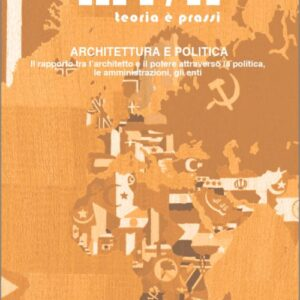 teoria è prassi
ARCHITETTURA E POLITICA
Il rapporto tra l'architetto e il potere attraverso la politica,
le amministrazioni, gli enti